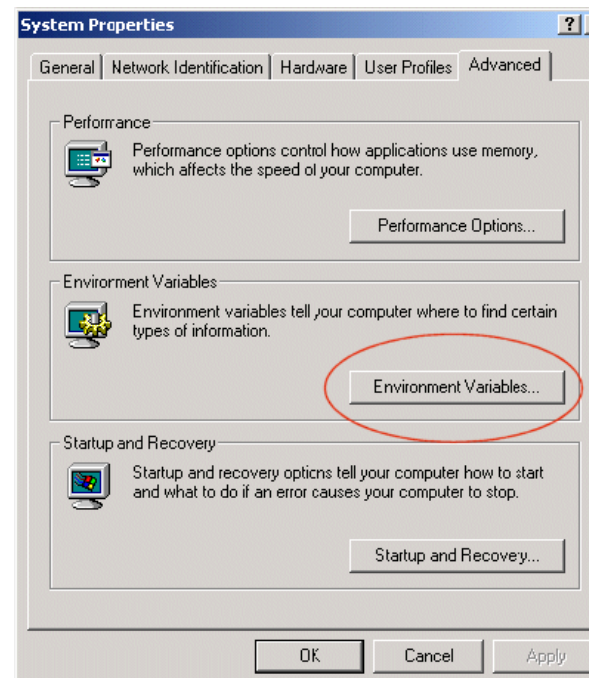 System Properties
?
General Network Identification Hardware User Profiles Advanced
Performance
Performance options control how applications use memory,
which affects the speed of your computer.
Performance Options...
Environment Variables
Environment variables tell your computer where to find certain
types of information.
Environment Variables...
Startup and Recovery
Startup and recovery options tell your computer how to start
and what to do if an error causes your computer to stop.
Startup and Recovery...
OK Cancel Apply